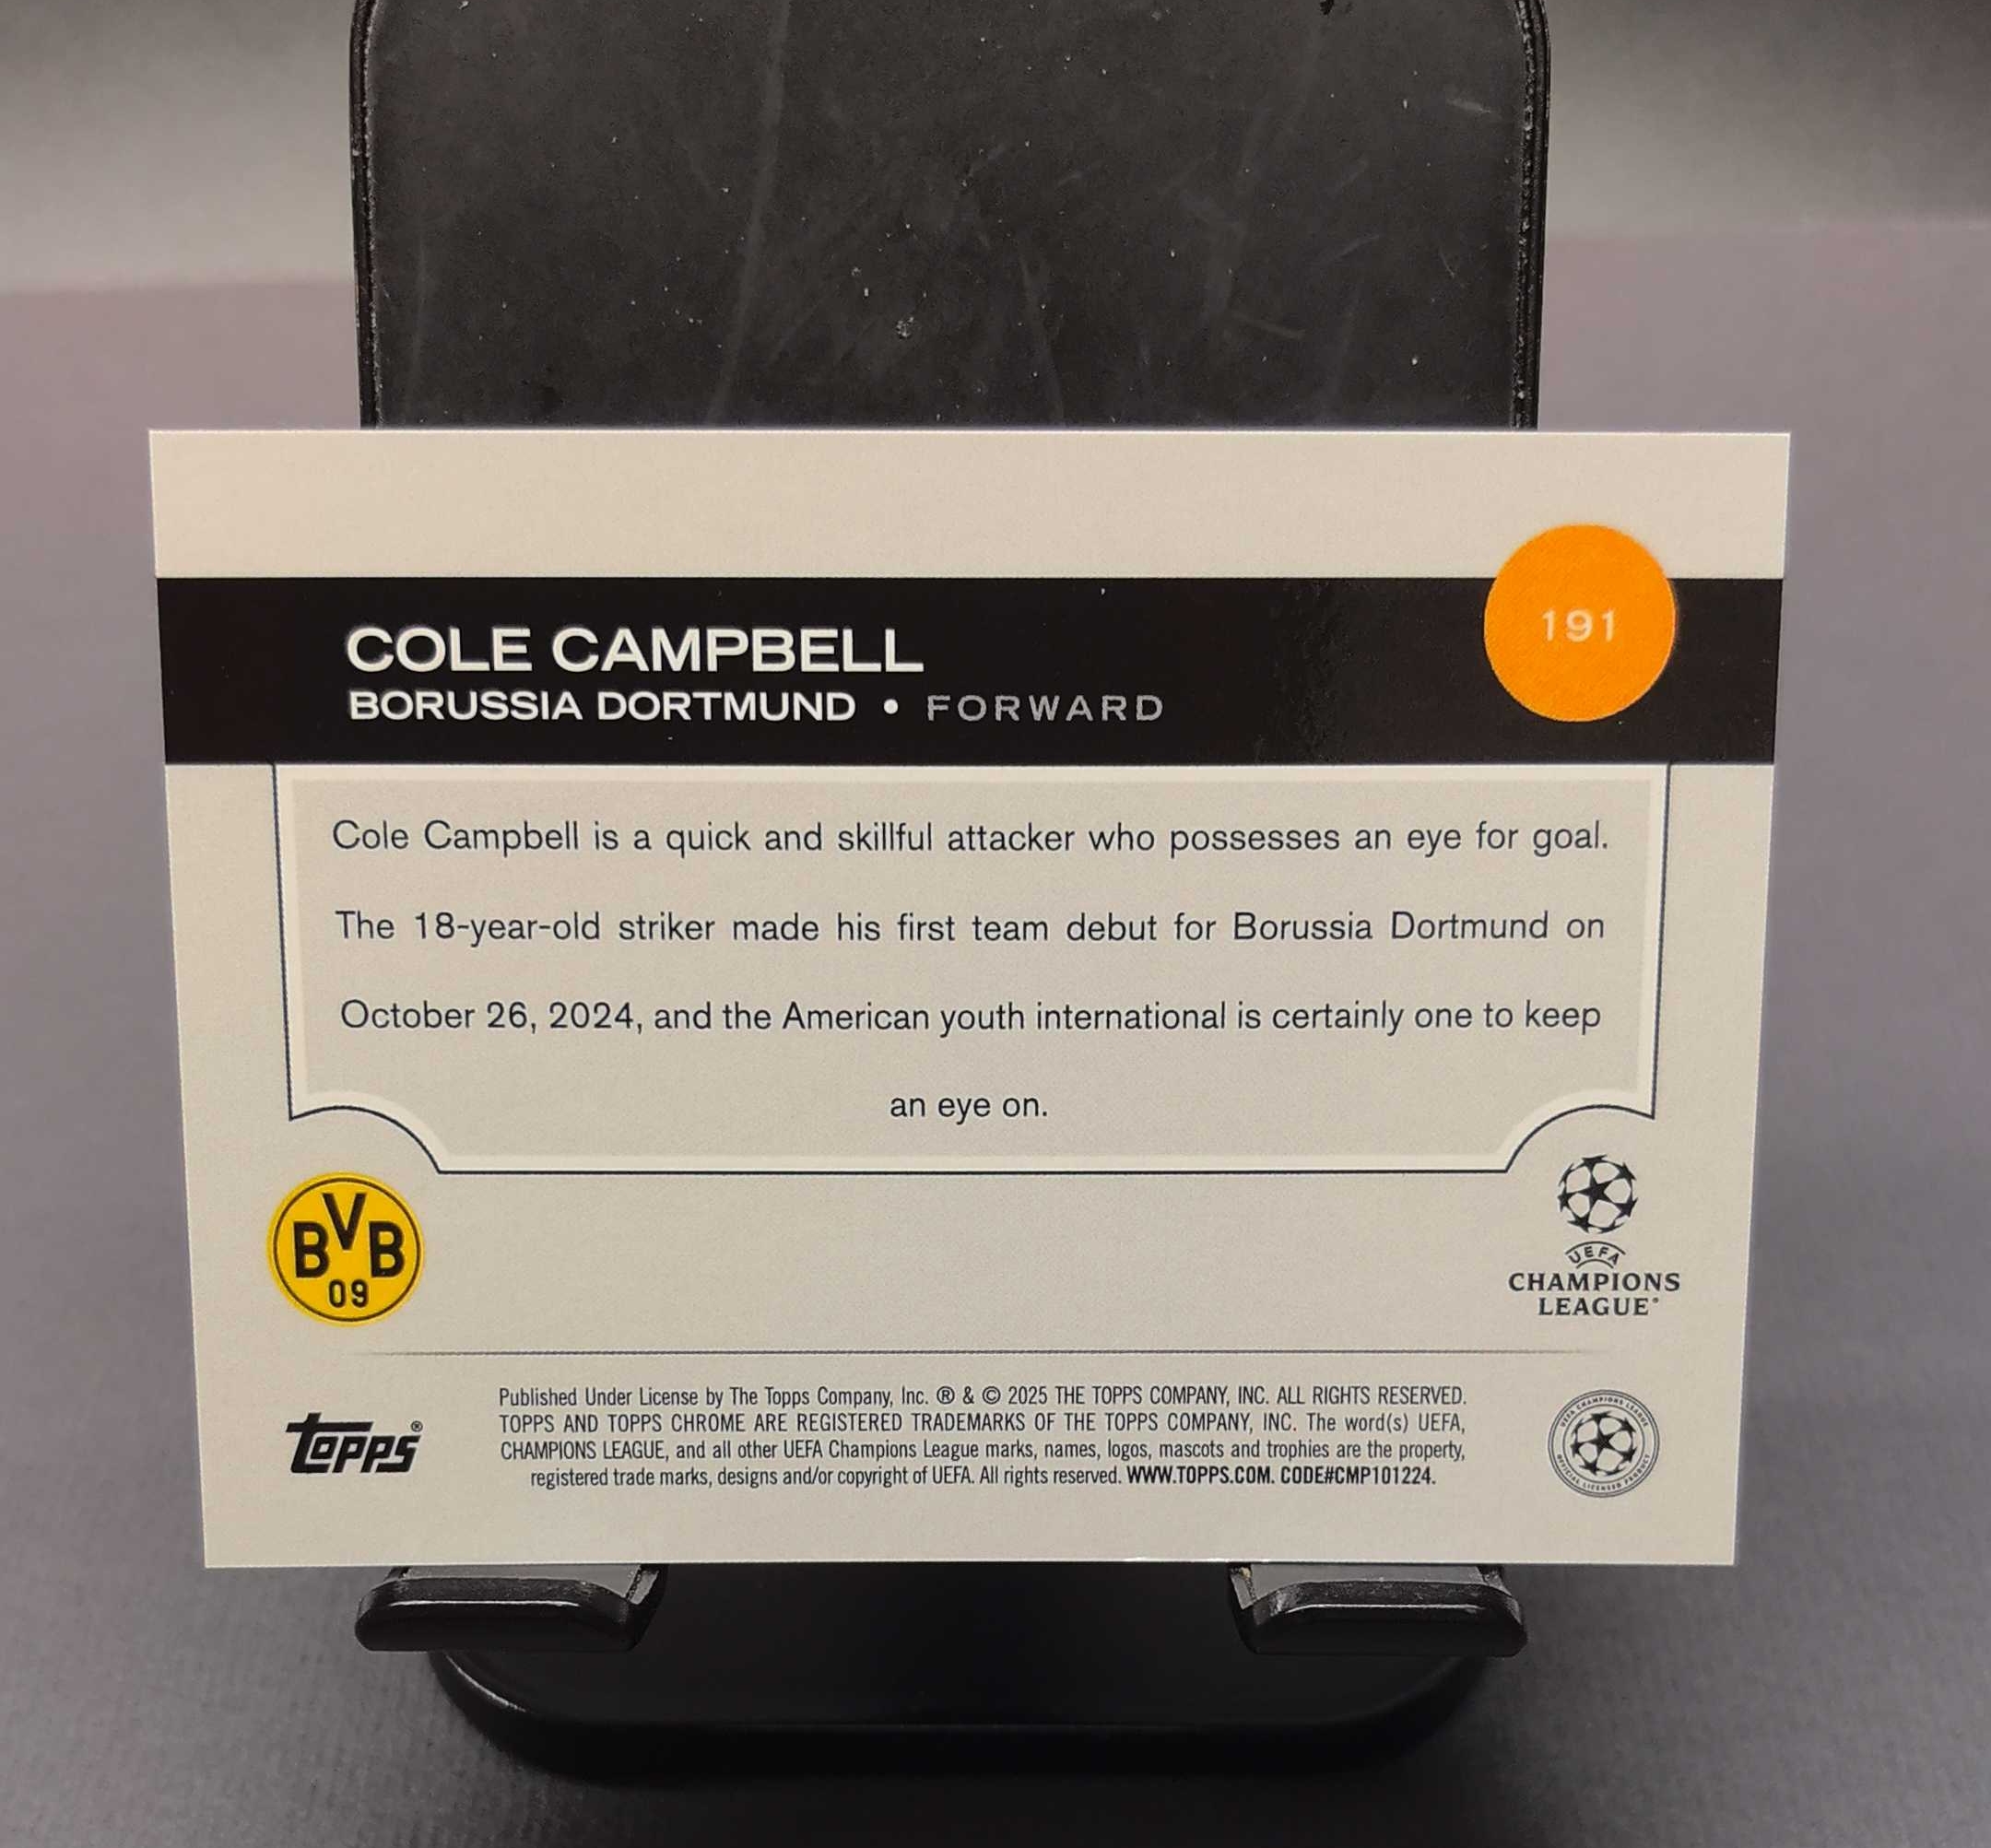 191
COLE CAMPBELL
BORUSSIA DORTMUND • FORWARD
Cole Campbell is a quick and skillful attacker who possesses an eye for goal.
The 18-year-old striker made his first team debut for Borussia Dortmund on
October 26, 2024, and the American youth international is certainly one to keep
an eye on.
BVB
09
UEFA
CHAMPIONS
LEAGUE®
TOPPS®
Published Under License by The Topps Company, Inc. ® & © 2025 THE TOPPS COMPANY, INC. ALL RIGHTS RESERVED.
TOPPS AND TOPPS CHROME ARE REGISTERED TRADEMARKS OF THE TOPPS COMPANY, INC. The word(s) UEFA,
CHAMPIONS LEAGUE, and all other UEFA Champions League marks, names, logos, mascots and trophies are the property,
registered trade marks, designs and/or copyright of UEFA. All rights reserved. WWW.TOPPS.COM. CODE#CMP101224.
UEFA CHAMPIONS LEAGUE
OFFICIAL LICENSED PRODUCT